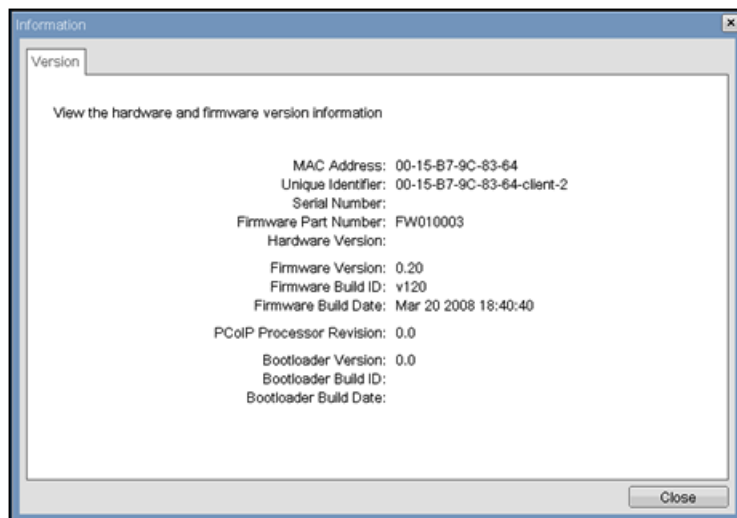 Information
Version
View the hardware and firmware version information
MAC Address: 00-15-B7-9C-83-64
Unique Identifier: 00-15-B7-9C-83-64-client-2
Serial Number:
Firmware Part Number: FW010003
Hardware Version:
Firmware Version: 0.20
Firmware Build ID: v120
Firmware Build Date: Mar 20 2008 18:40:40
PCoIP Processor Revision: 0.0
Bootloader Version: 0.0
Bootloader Build ID:
Bootloader Build Date:
Close